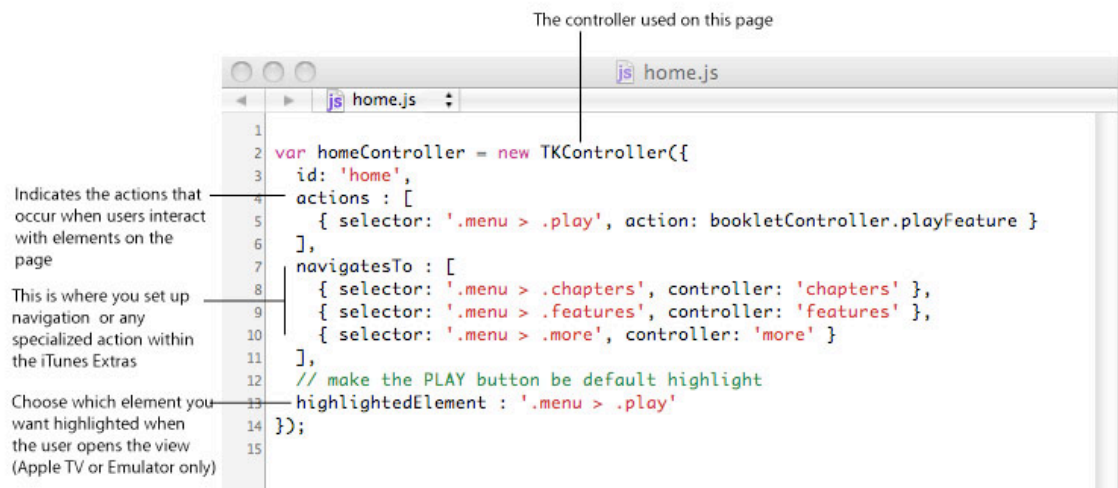 The controller used on this page
home.js
home.js
1
2 var homeController = new TKController({
3 id: 'home',
4 actions : [
5 { selector: '.menu > .play', action: bookletController.playFeature }
6 ],
7 navigatesTo : [
8 { selector: '.menu > .chapters', controller: 'chapters' },
9 { selector: '.menu > .features', controller: 'features' },
10 { selector: '.menu > .more', controller: 'more' }
11 ],
12 // make the PLAY button be default highlight
13 highlightedElement : '.menu > .play'
14 });
15
Indicates the actions that
occur when users interact
with elements on the
page
This is where you set up
navigation or any
specialized action within
the iTunes Extras
Choose which element you
want highlighted when
the user opens the view
(Apple TV or Emulator only)